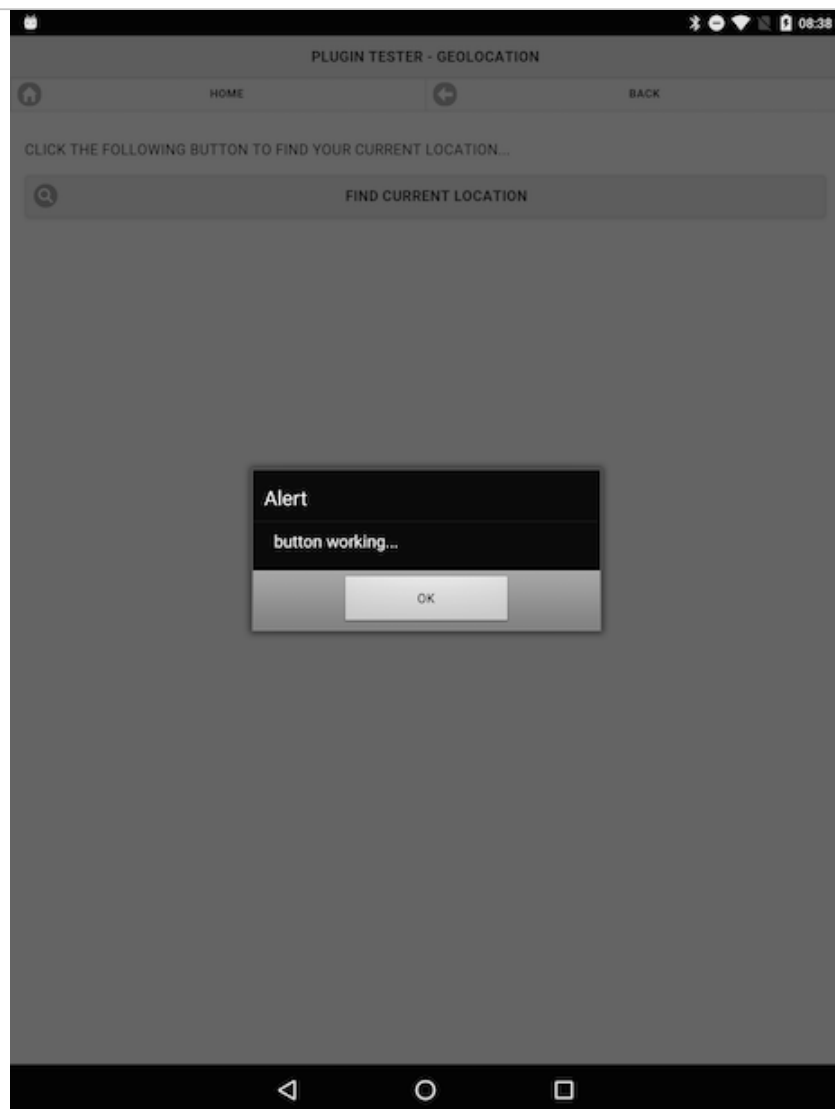 08:38
PLUGIN TESTER - GEOLOCATION
HOME
BACK
CLICK THE FOLLOWING BUTTON TO FIND YOUR CURRENT LOCATION...
FIND CURRENT LOCATION
Alert
button working...
OK